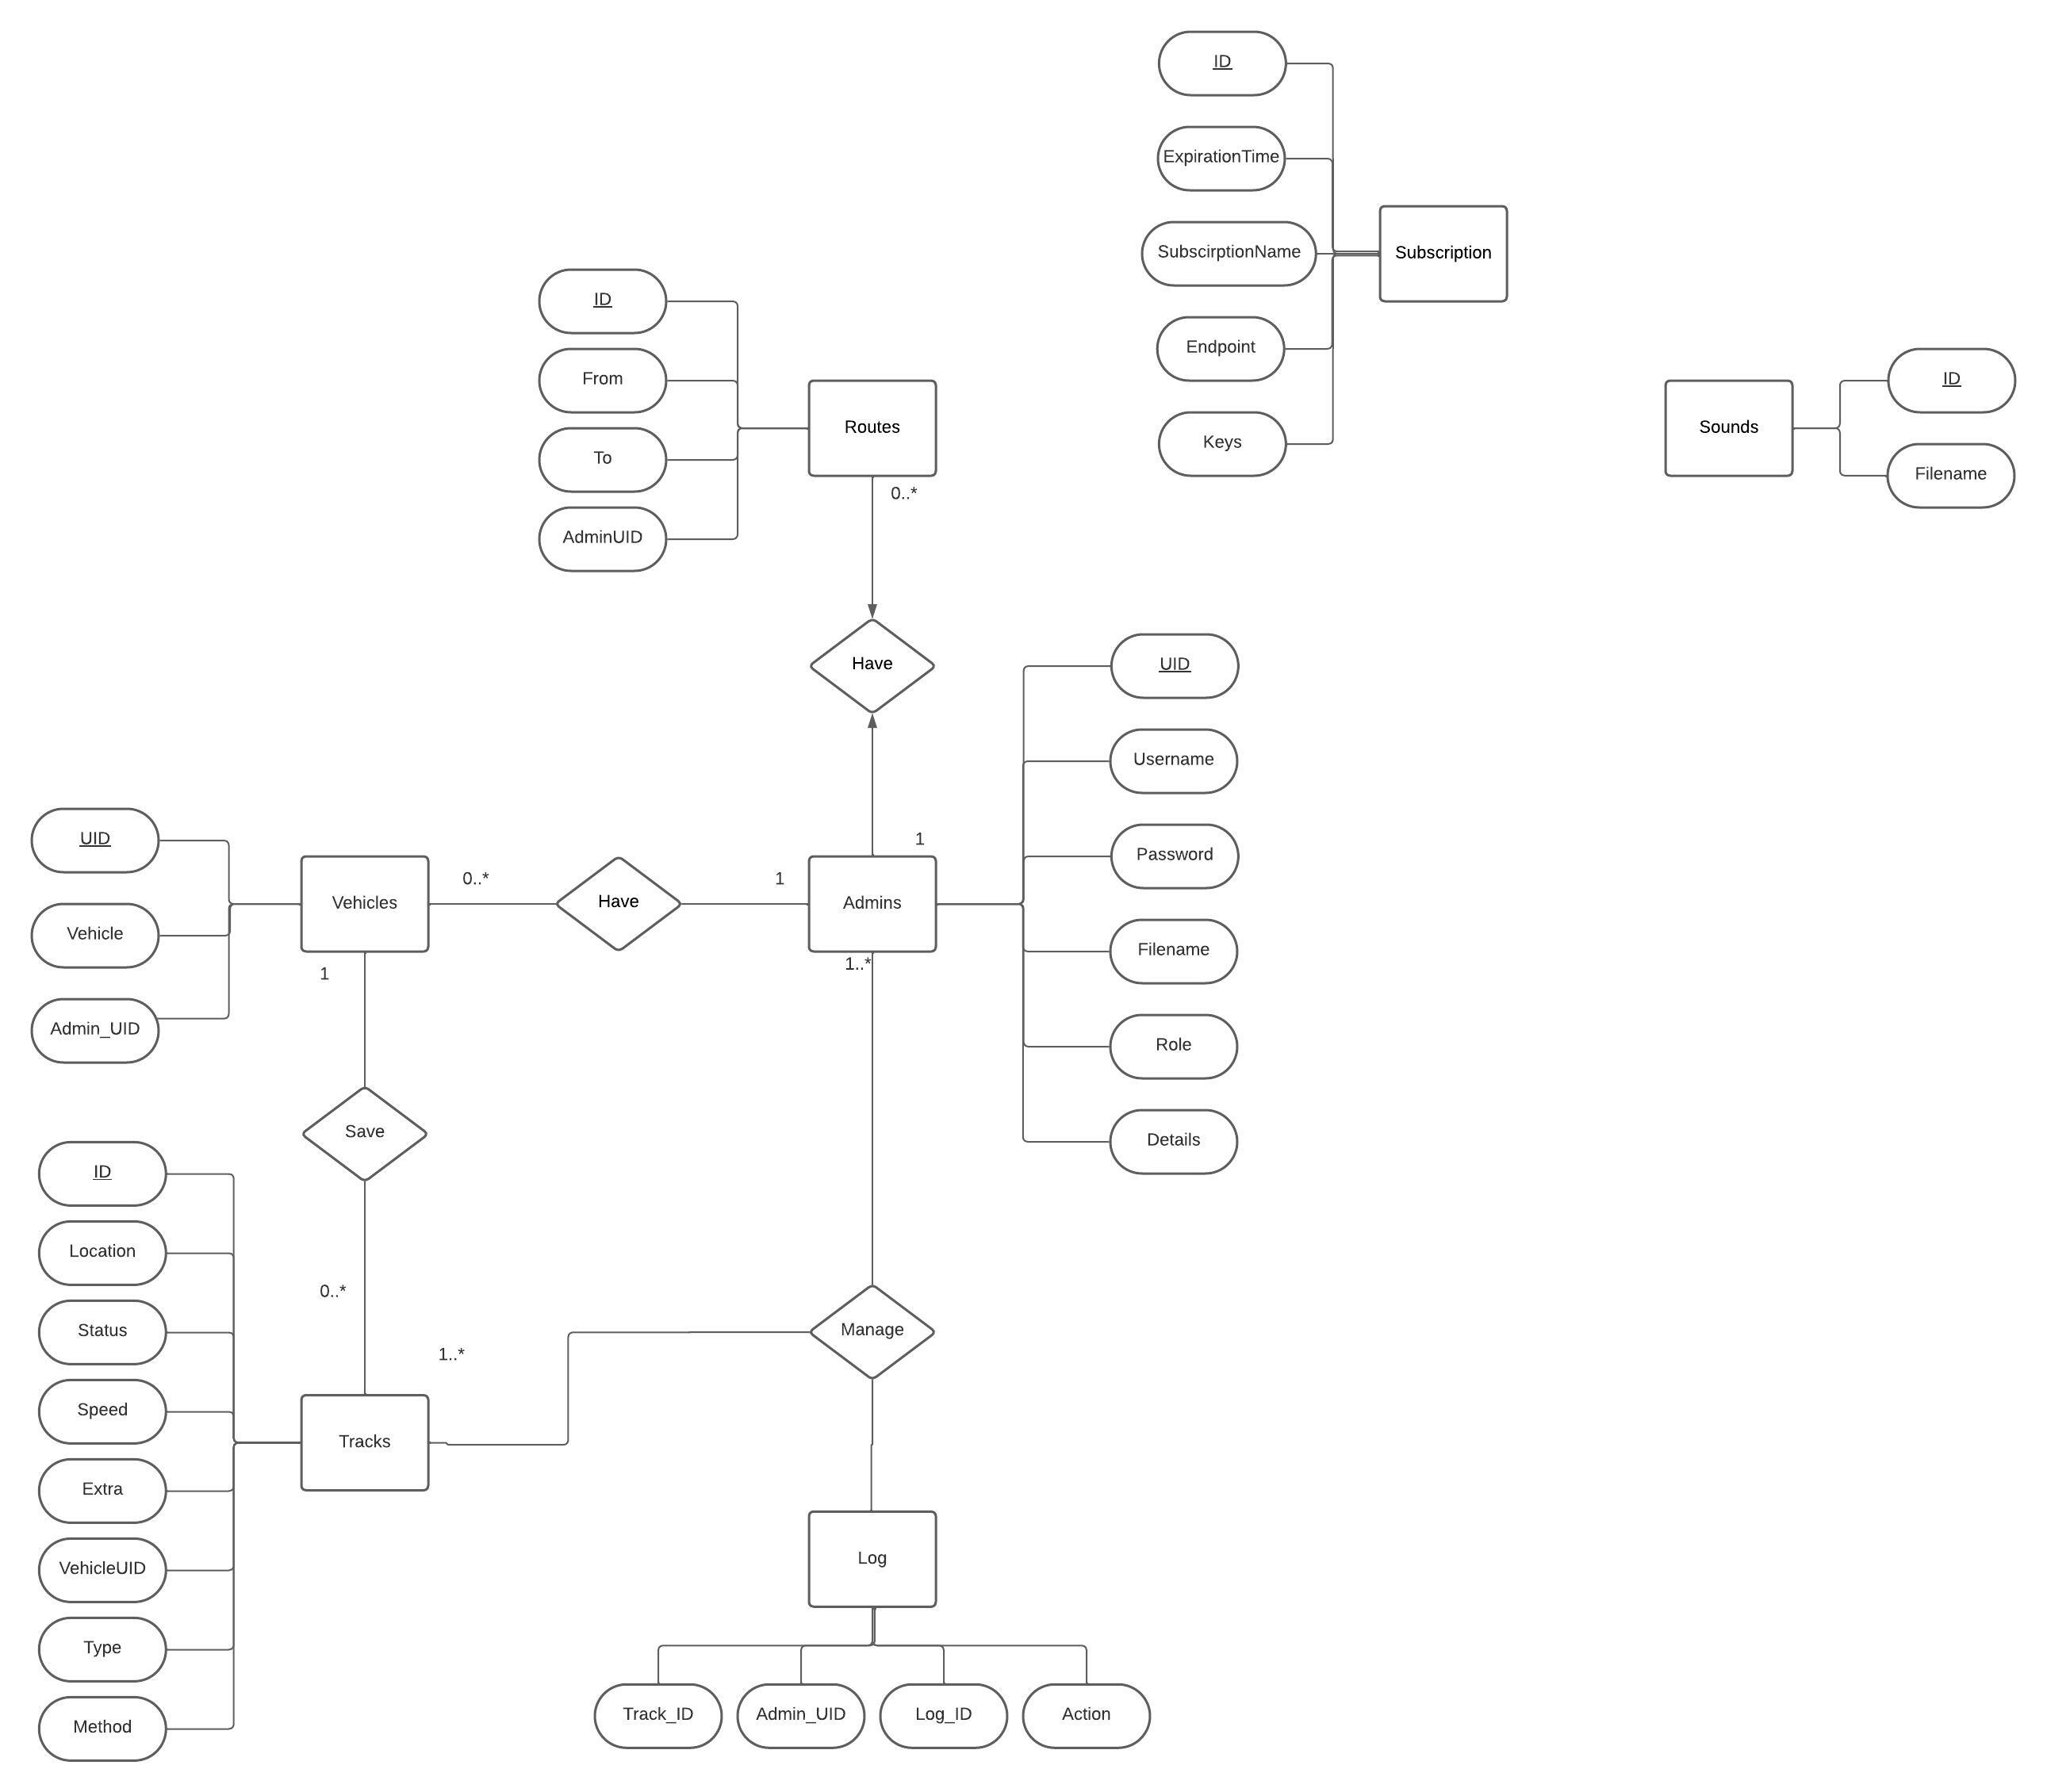 ID
ExpirationTime
SubscirptionName
Subscription
Endpoint
Keys
ID
Sounds
Filename
ID
From
Routes
To
0..*
AdminUID
Have
UID
Username
1
Password
UID
Vehicle
Admin_UID
Vehicles
0..*
Have
1
Admins
1
1..*
Filename
Role
Details
Save
ID
Location
0..*
Status
1..*
Manage
Speed
Tracks
Extra
VehicleUID
Type
Method
Log
Track_ID
Admin_UID
Log_ID
Action